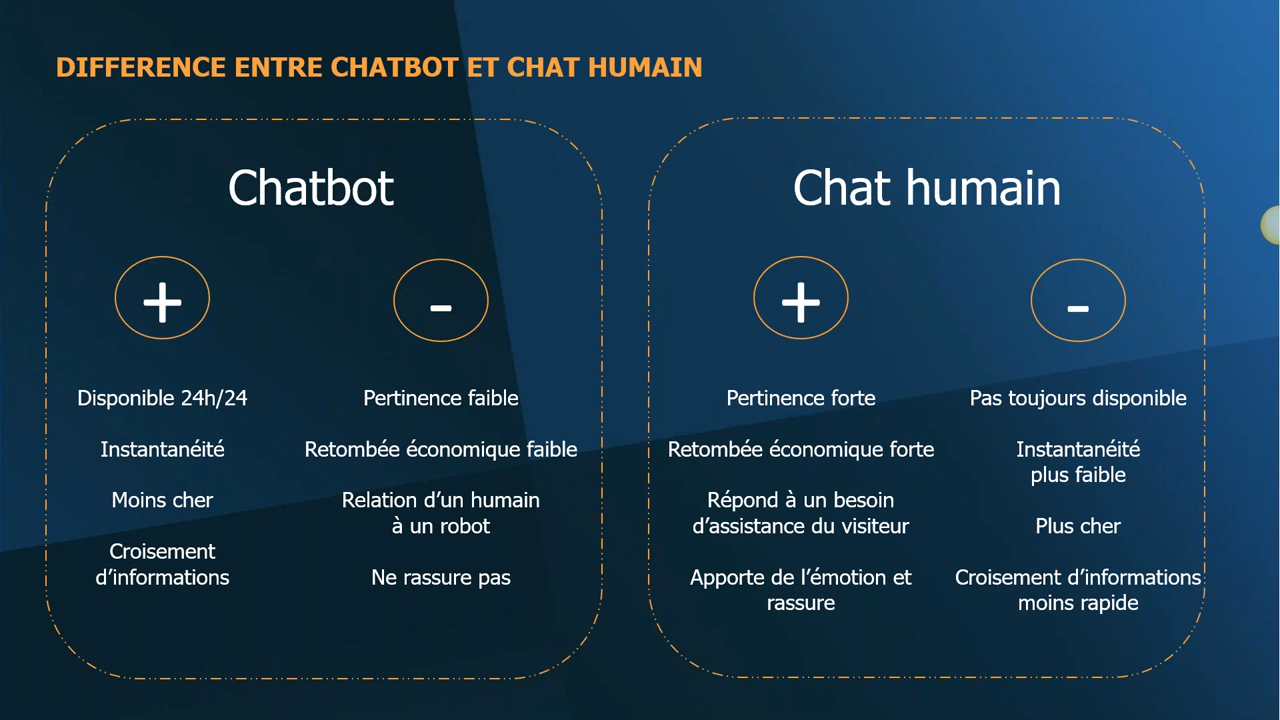 DIFFERENCE ENTRE CHATBOT ET CHAT HUMAIN
Chatbot
+
-
Disponible 24h/24
Instantanéité
Moins cher
Croisement
d’informations
Pertinence faible
Retombée économique faible
Relation d’un humain
à un robot
Ne rassure pas
Chat humain
+
-
Pertinence forte
Retombée économique forte
Répond à un besoin
d’assistance du visiteur
Apporte de l’émotion et
rassure
Pas toujours disponible
Instantanéité
plus faible
Plus cher
Croisement d’informations
moins rapide